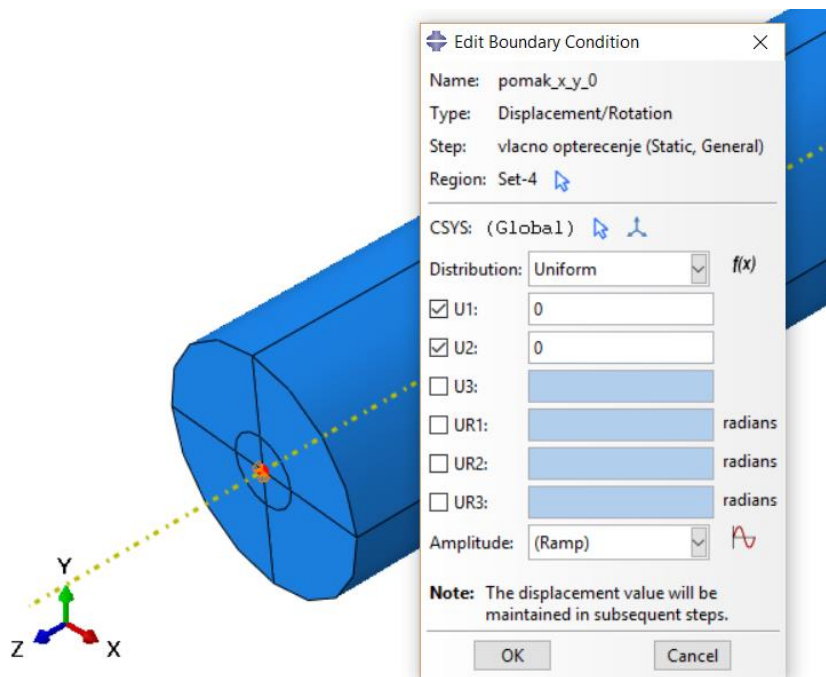 Edit Boundary Condition
Name: pomak_x_y_0
Type: Displacement/Rotation
Step: vlacno opterecenje (Static, General)
Region: Set-4
CSYS: (Global)
Distribution: Uniform f(x)
U1: 0
U2: 0
U3:
UR1: radians
UR2: radians
UR3: radians
Amplitude: (Ramp)
Note: The displacement value will be
maintained in subsequent steps.
OK Cancel
Y
Z X